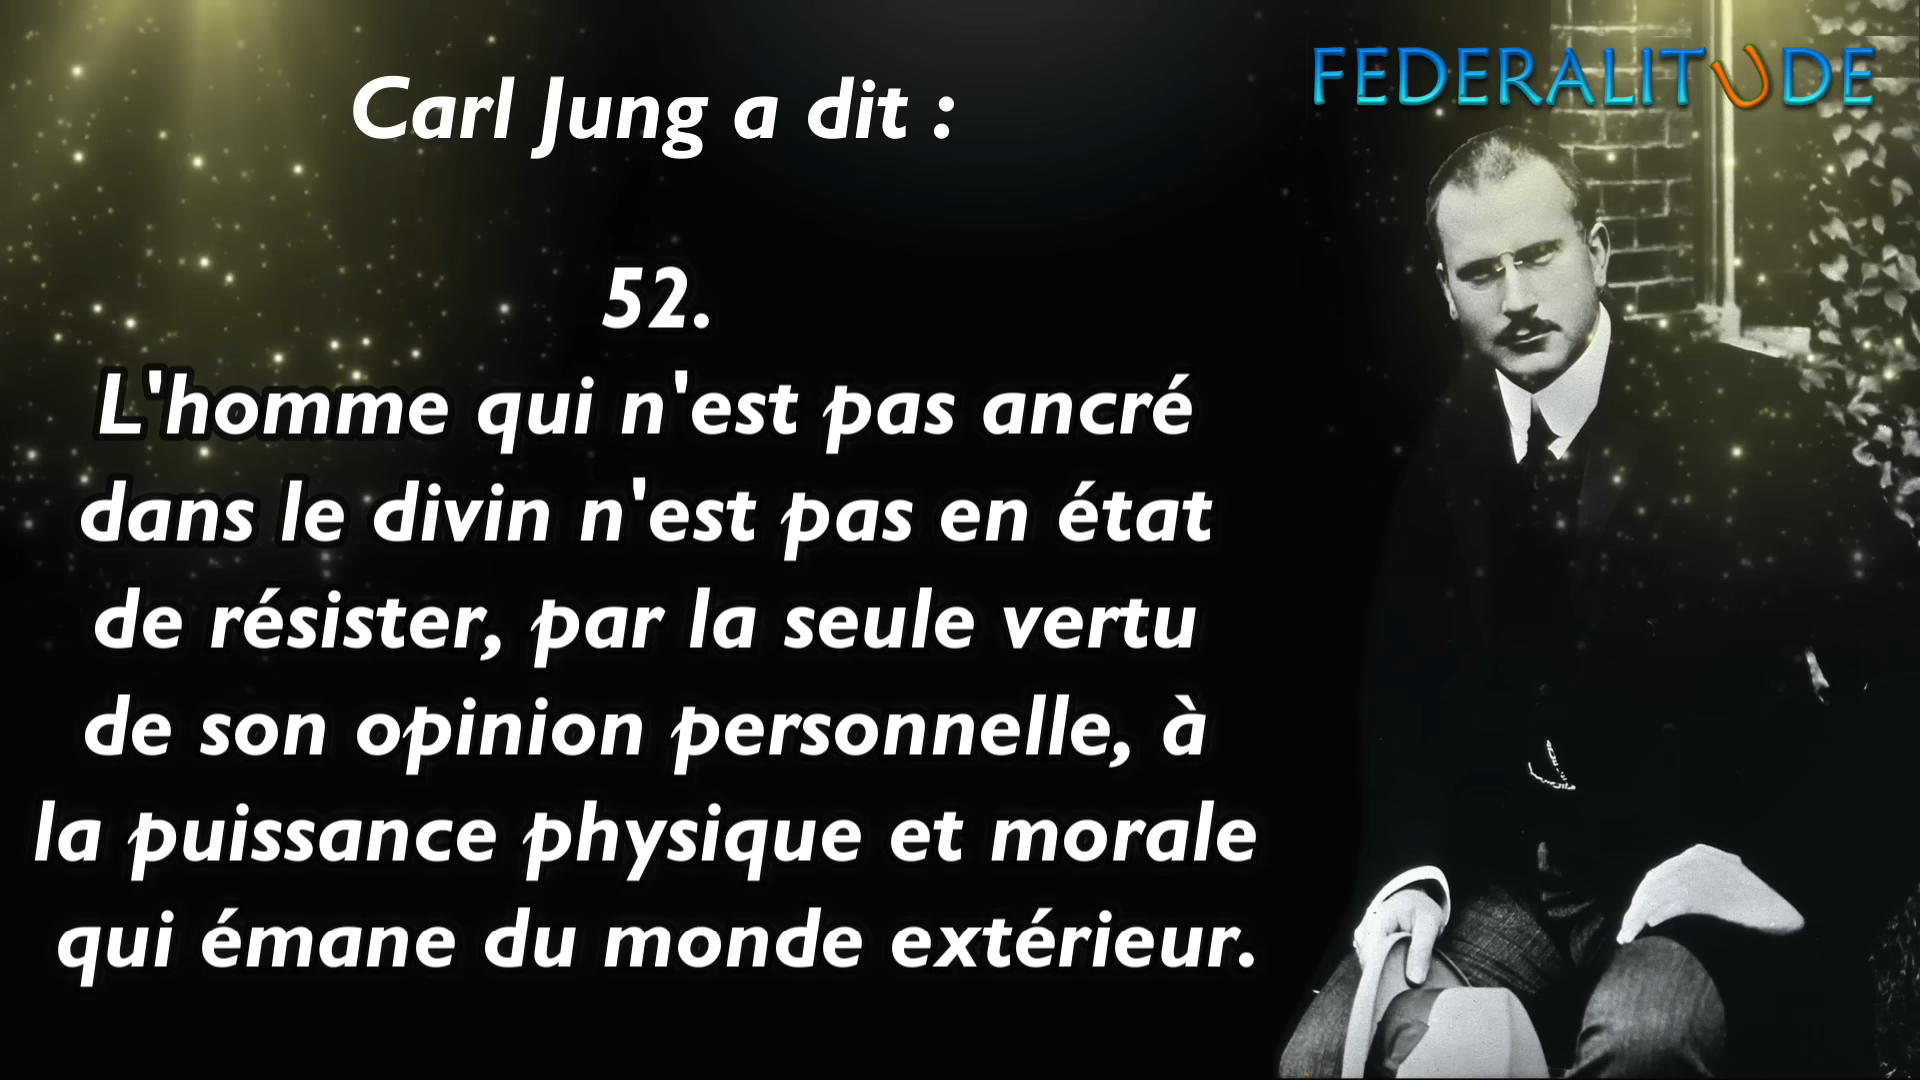 Carl Jung a dit :
FEDERALITUDE
52.
L'homme qui n'est pas ancré
dans le divin n'est pas en état
de résister, par la seule vertu
de son opinion personnelle, à
la puissance physique et morale
qui émane du monde extérieur.